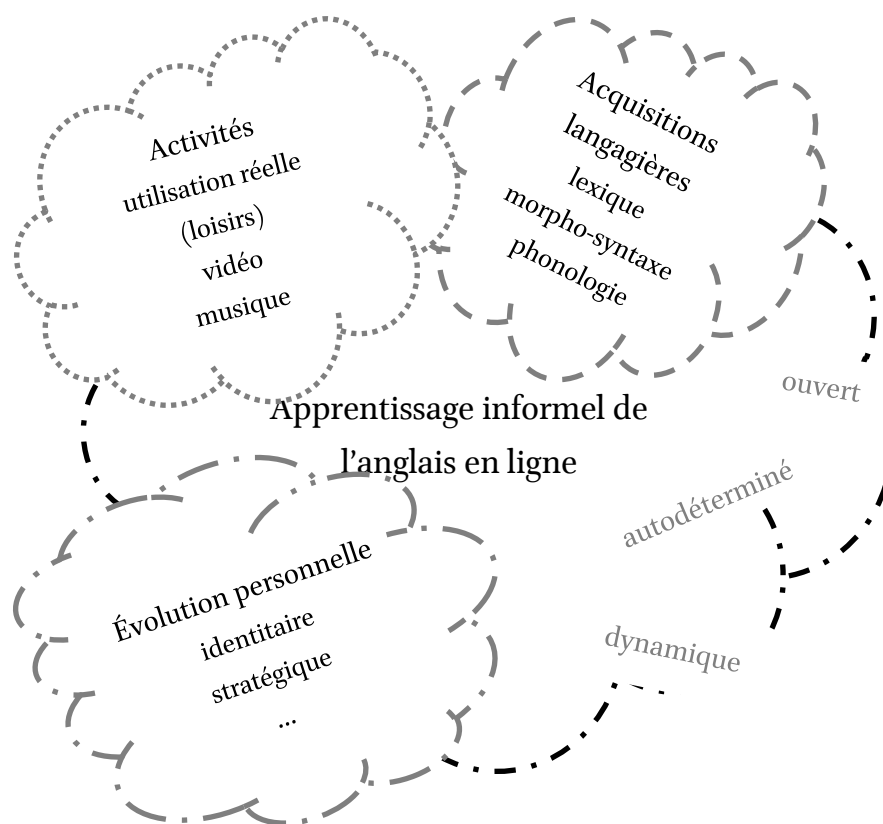 Activités
utilisation réelle
(loisirs)
vidéo
musique
Acquisitions
langagières
lexique
morpho-syntaxe
phonologie
Apprentissage informel de
l'anglais en ligne
ouvert
autodéterminé
dynamique
Évolution personnelle
identitaire
stratégique
...